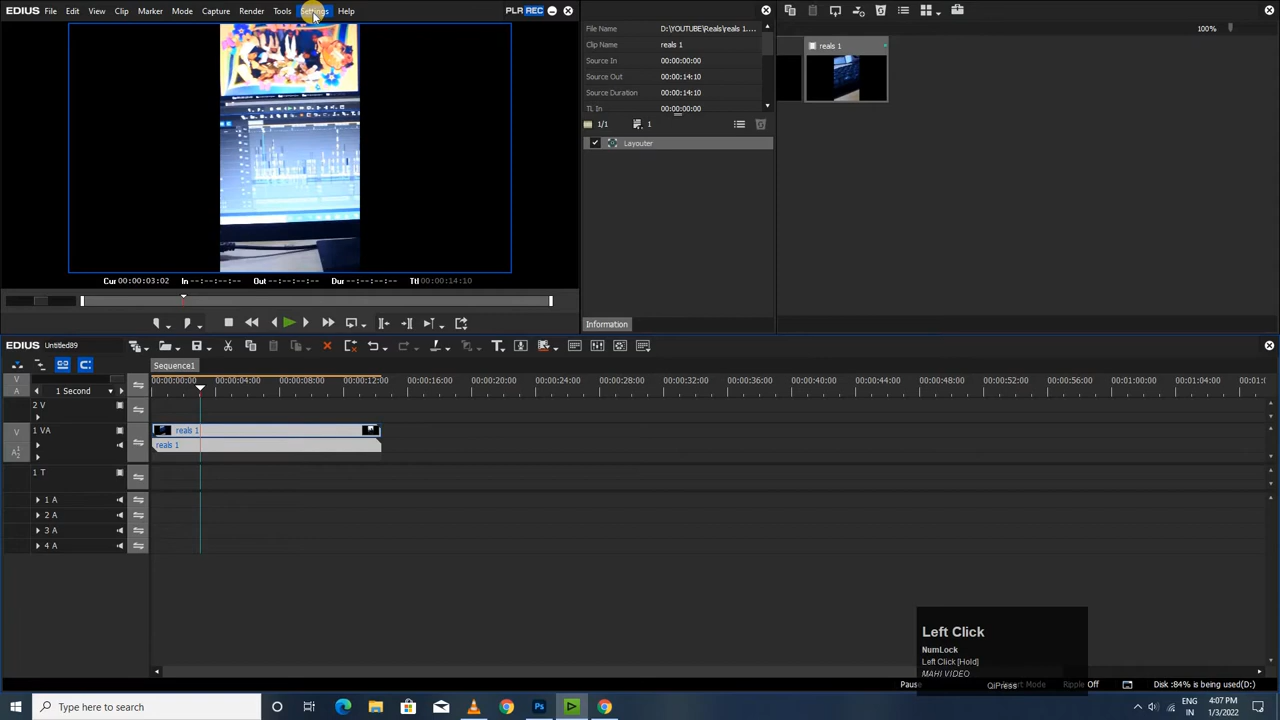 EDIUS File Edit View Clip Marker Mode Capture Render Tools Settings Help PLR REC
File Name D:\YOUTUBE\Reals\reals 1....
Clip Name reals 1
Source In 00:00:00:00
Source Out 00:00:14:10
Source Duration 00:00:14:10
TL In 00:00:00:00
1/1 1
Layouter
Information
100%
reals 1
Cur 00:00:03:02 In --:--:--:-- Out --:--:--:-- Dur --:--:--:-- Ttl 00:00:14:10
EDIUS Untitled89
Sequence1
V
A
1 Second
00:00:00:00 00:00:04:00 00:00:08:00 00:00:12:00 00:00:16:00 00:00:20:00 00:00:24:00 00:00:28:00 00:00:32:00 00:00:36:00 00:00:40:00 00:00:44:00 00:00:48:00 00:00:52:00 00:00:56:00 00:01:00:00 00:01:04:00 00:01:0
2 V
V
1 VA
reals 1
A12
reals 1
1 T
1 A
2 A
3 A
4 A
Left Click
NumLock
Left Click [Hold]
MAHI VIDEO
QiPress
Pause Insert Mode Ripple Off Disk :84% is being used(D:)
Type here to search
ENG
IN
4:07 PM
1/3/2022